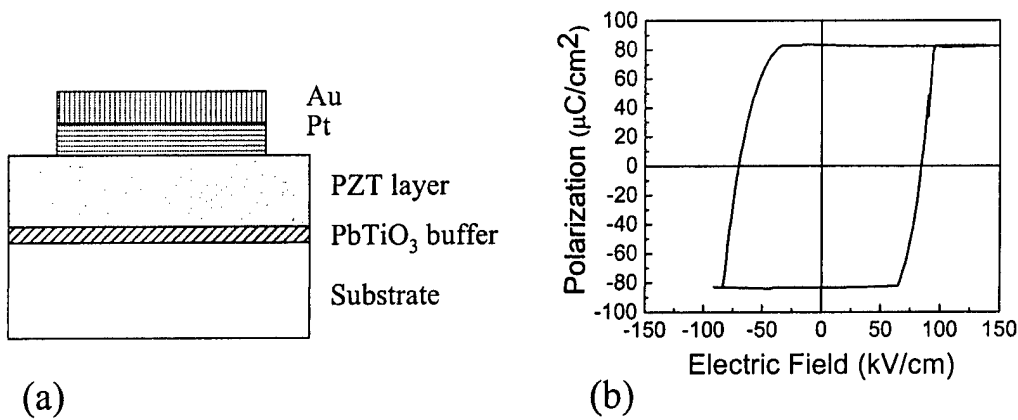 Au
Pt
PZT layer
PbTiO3 buffer
Substrate
(a)
Polarization (μC/cm2)
100
80
60
40
20
0
-20
-40
-60
-80
-100
-150 -100 -50 0 50 100 150
Electric Field (kV/cm)
(b)